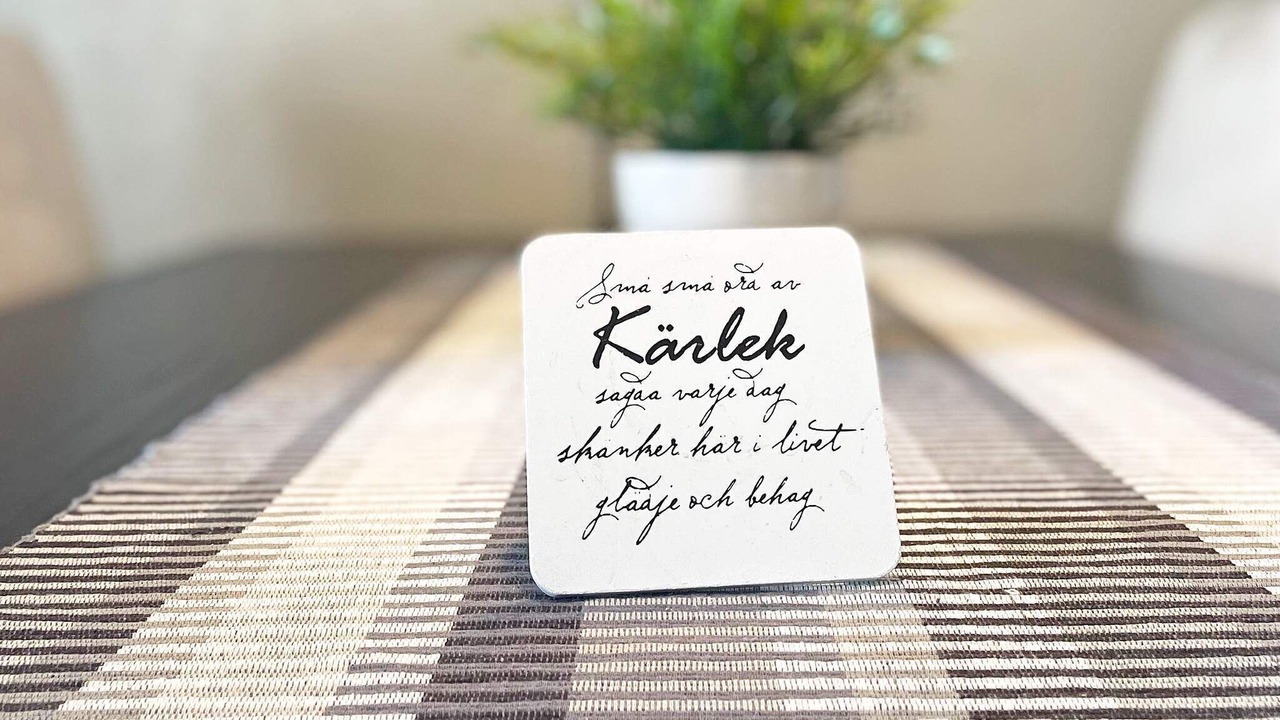 Små små ord av
Kärlek
sagda varje dag
skänker här i livet
glädje och behag